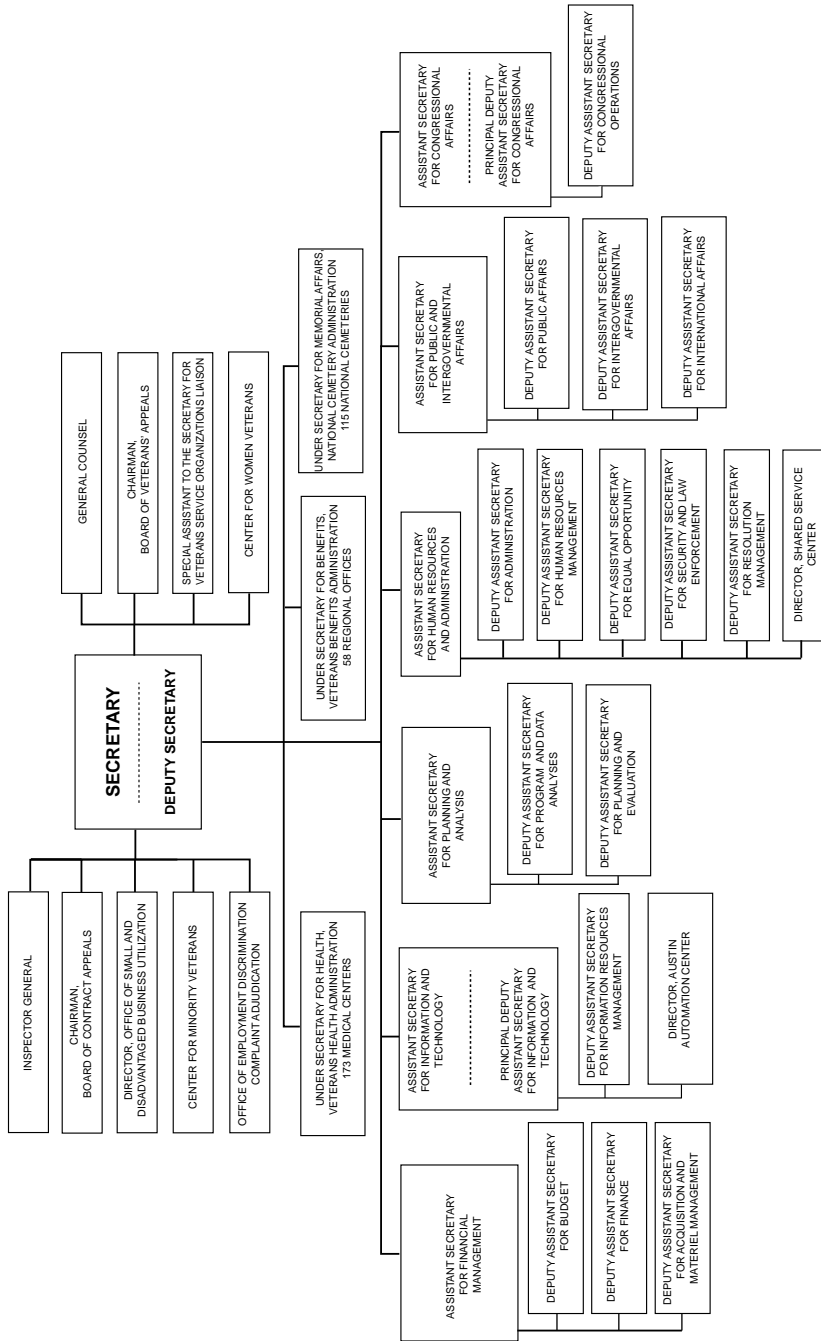 SECRETARY
DEPUTY SECRETARY
INSPECTOR GENERAL
CHAIRMAN,
BOARD OF CONTRACT APPEALS
DIRECTOR, OFFICE OF SMALL AND
DISADVANTAGED BUSINESS UTILIZATION
CENTER FOR MINORITY VETERANS
OFFICE OF EMPLOYMENT DISCRIMINATION
COMPLAINT ADJUDICATION
GENERAL COUNSEL
CHAIRMAN,
BOARD OF VETERANS' APPEALS
SPECIAL ASSISTANT TO THE SECRETARY FOR
VETERANS SERVICE ORGANIZATIONS LIAISON
CENTER FOR WOMEN VETERANS
UNDER SECRETARY FOR HEALTH,
VETERANS HEALTH ADMINISTRATION
173 MEDICAL CENTERS
UNDER SECRETARY FOR BENEFITS,
VETERANS BENEFITS ADMINISTRATION
58 REGIONAL OFFICES
UNDER SECRETARY FOR MEMORIAL AFFAIRS,
NATIONAL CEMETERY ADMINISTRATION
115 NATIONAL CEMETERIES
ASSISTANT SECRETARY
FOR FINANCIAL
MANAGEMENT
DEPUTY ASSISTANT SECRETARY
FOR BUDGET
DEPUTY ASSISTANT SECRETARY
FOR FINANCE
DEPUTY ASSISTANT SECRETARY
FOR ACQUISITION AND
MATERIEL MANAGEMENT
ASSISTANT SECRETARY
FOR INFORMATION AND
TECHNOLOGY
PRINCIPAL DEPUTY
ASSISTANT SECRETARY
FOR INFORMATION AND
TECHNOLOGY
DEPUTY ASSISTANT SECRETARY
FOR INFORMATION RESOURCES
MANAGEMENT
DIRECTOR, AUSTIN
AUTOMATION CENTER
ASSISTANT SECRETARY
FOR PLANNING AND
ANALYSIS
DEPUTY ASSISTANT SECRETARY
FOR PROGRAM AND DATA
ANALYSES
DEPUTY ASSISTANT SECRETARY
FOR PLANNING AND
EVALUATION
ASSISTANT SECRETARY
FOR HUMAN RESOURCES
AND ADMINISTRATION
DEPUTY ASSISTANT SECRETARY
FOR ADMINISTRATION
DEPUTY ASSISTANT SECRETARY
FOR HUMAN RESOURCES
MANAGEMENT
DEPUTY ASSISTANT SECRETARY
FOR EQUAL OPPORTUNITY
DEPUTY ASSISTANT SECRETARY
FOR SECURITY AND LAW
ENFORCEMENT
DEPUTY ASSISTANT SECRETARY
FOR RESOLUTION
MANAGEMENT
DIRECTOR, SHARED SERVICE
CENTER
ASSISTANT SECRETARY
FOR PUBLIC AND
INTERGOVERNMENTAL
AFFAIRS
DEPUTY ASSISTANT SECRETARY
FOR PUBLIC AFFAIRS
DEPUTY ASSISTANT SECRETARY
FOR INTERGOVERNMENTAL
AFFAIRS
DEPUTY ASSISTANT SECRETARY
FOR INTERNATIONAL AFFAIRS
ASSISTANT SECRETARY
FOR CONGRESSIONAL
AFFAIRS
PRINCIPAL DEPUTY
ASSISTANT SECRETARY
FOR CONGRESSIONAL
AFFAIRS
DEPUTY ASSISTANT SECRETARY
FOR CONGRESSIONAL
OPERATIONS